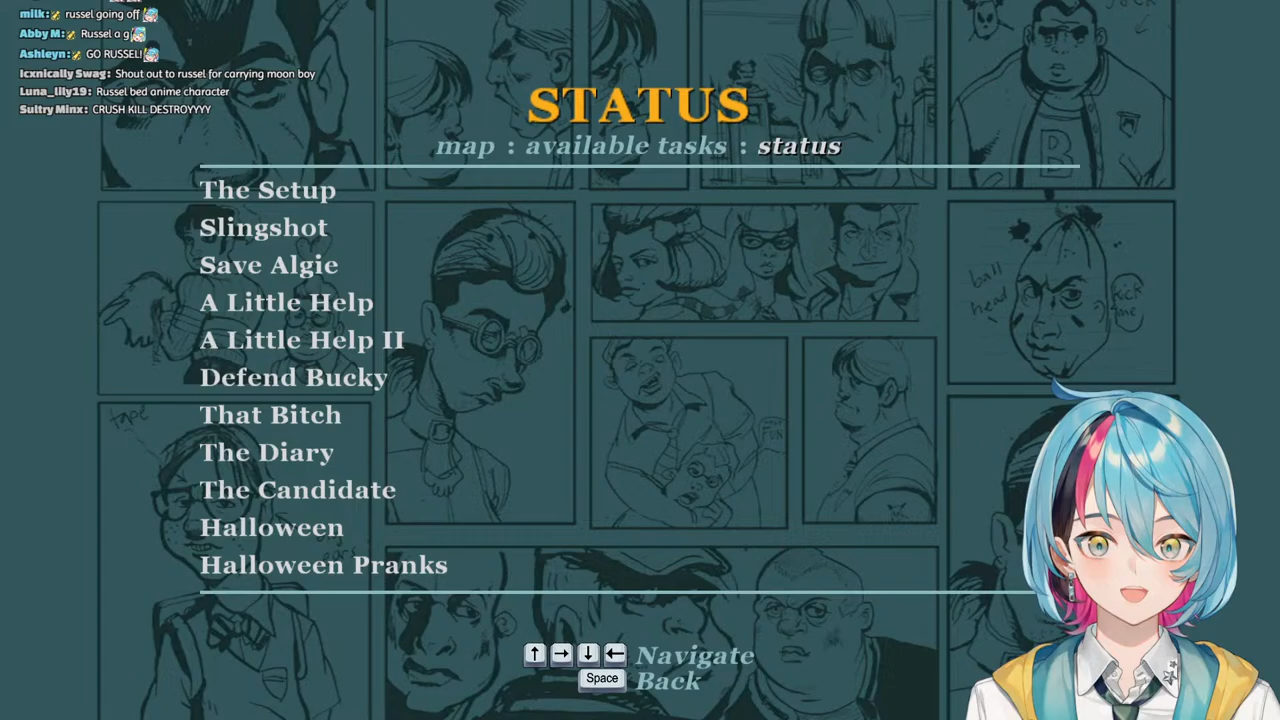 milk: russel going off
Abby M: Russel a g
Ashleyn: GO RUSSEL!
Icxnically Swag: Shout out to russel for carrying moon boy
Luna_lily19: Russel bed anime character
Sultry Minx: CRUSH KILL DESTROYYYY
STATUS
map : available tasks : status
The Setup
Slingshot
Save Algie
A Little Help
A Little Help II
Defend Bucky
That Bitch
The Diary
The Candidate
Halloween
Halloween Pranks
ball
head
tape
B
↑ → ↓ ← Navigate
Space Back